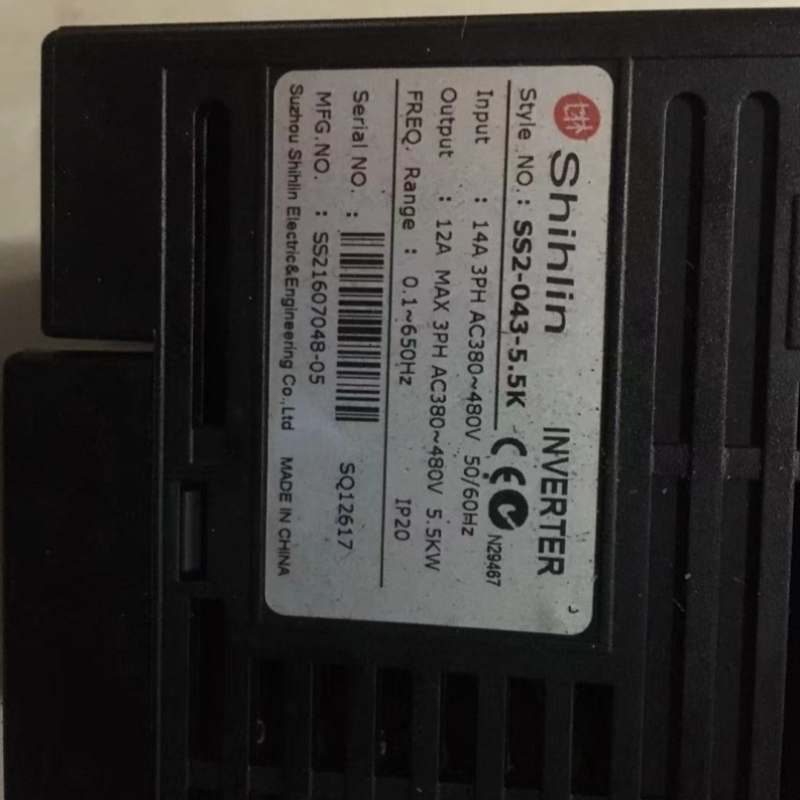 Shihlin INVERTER
Style NO. : SS2-043-5.5K CE N29467
Input : 14A 3PH AC380~480V 50/60Hz
Output : 12A MAX 3PH AC380~480V 5.5KW
FREQ. Range : 0.1~650Hz IP20
Serial NO. : SQ12617
MFG.NO. : SS21607048-05
Suzhou Shihlin Electric&Engineering Co.,Ltd MADE IN CHINA